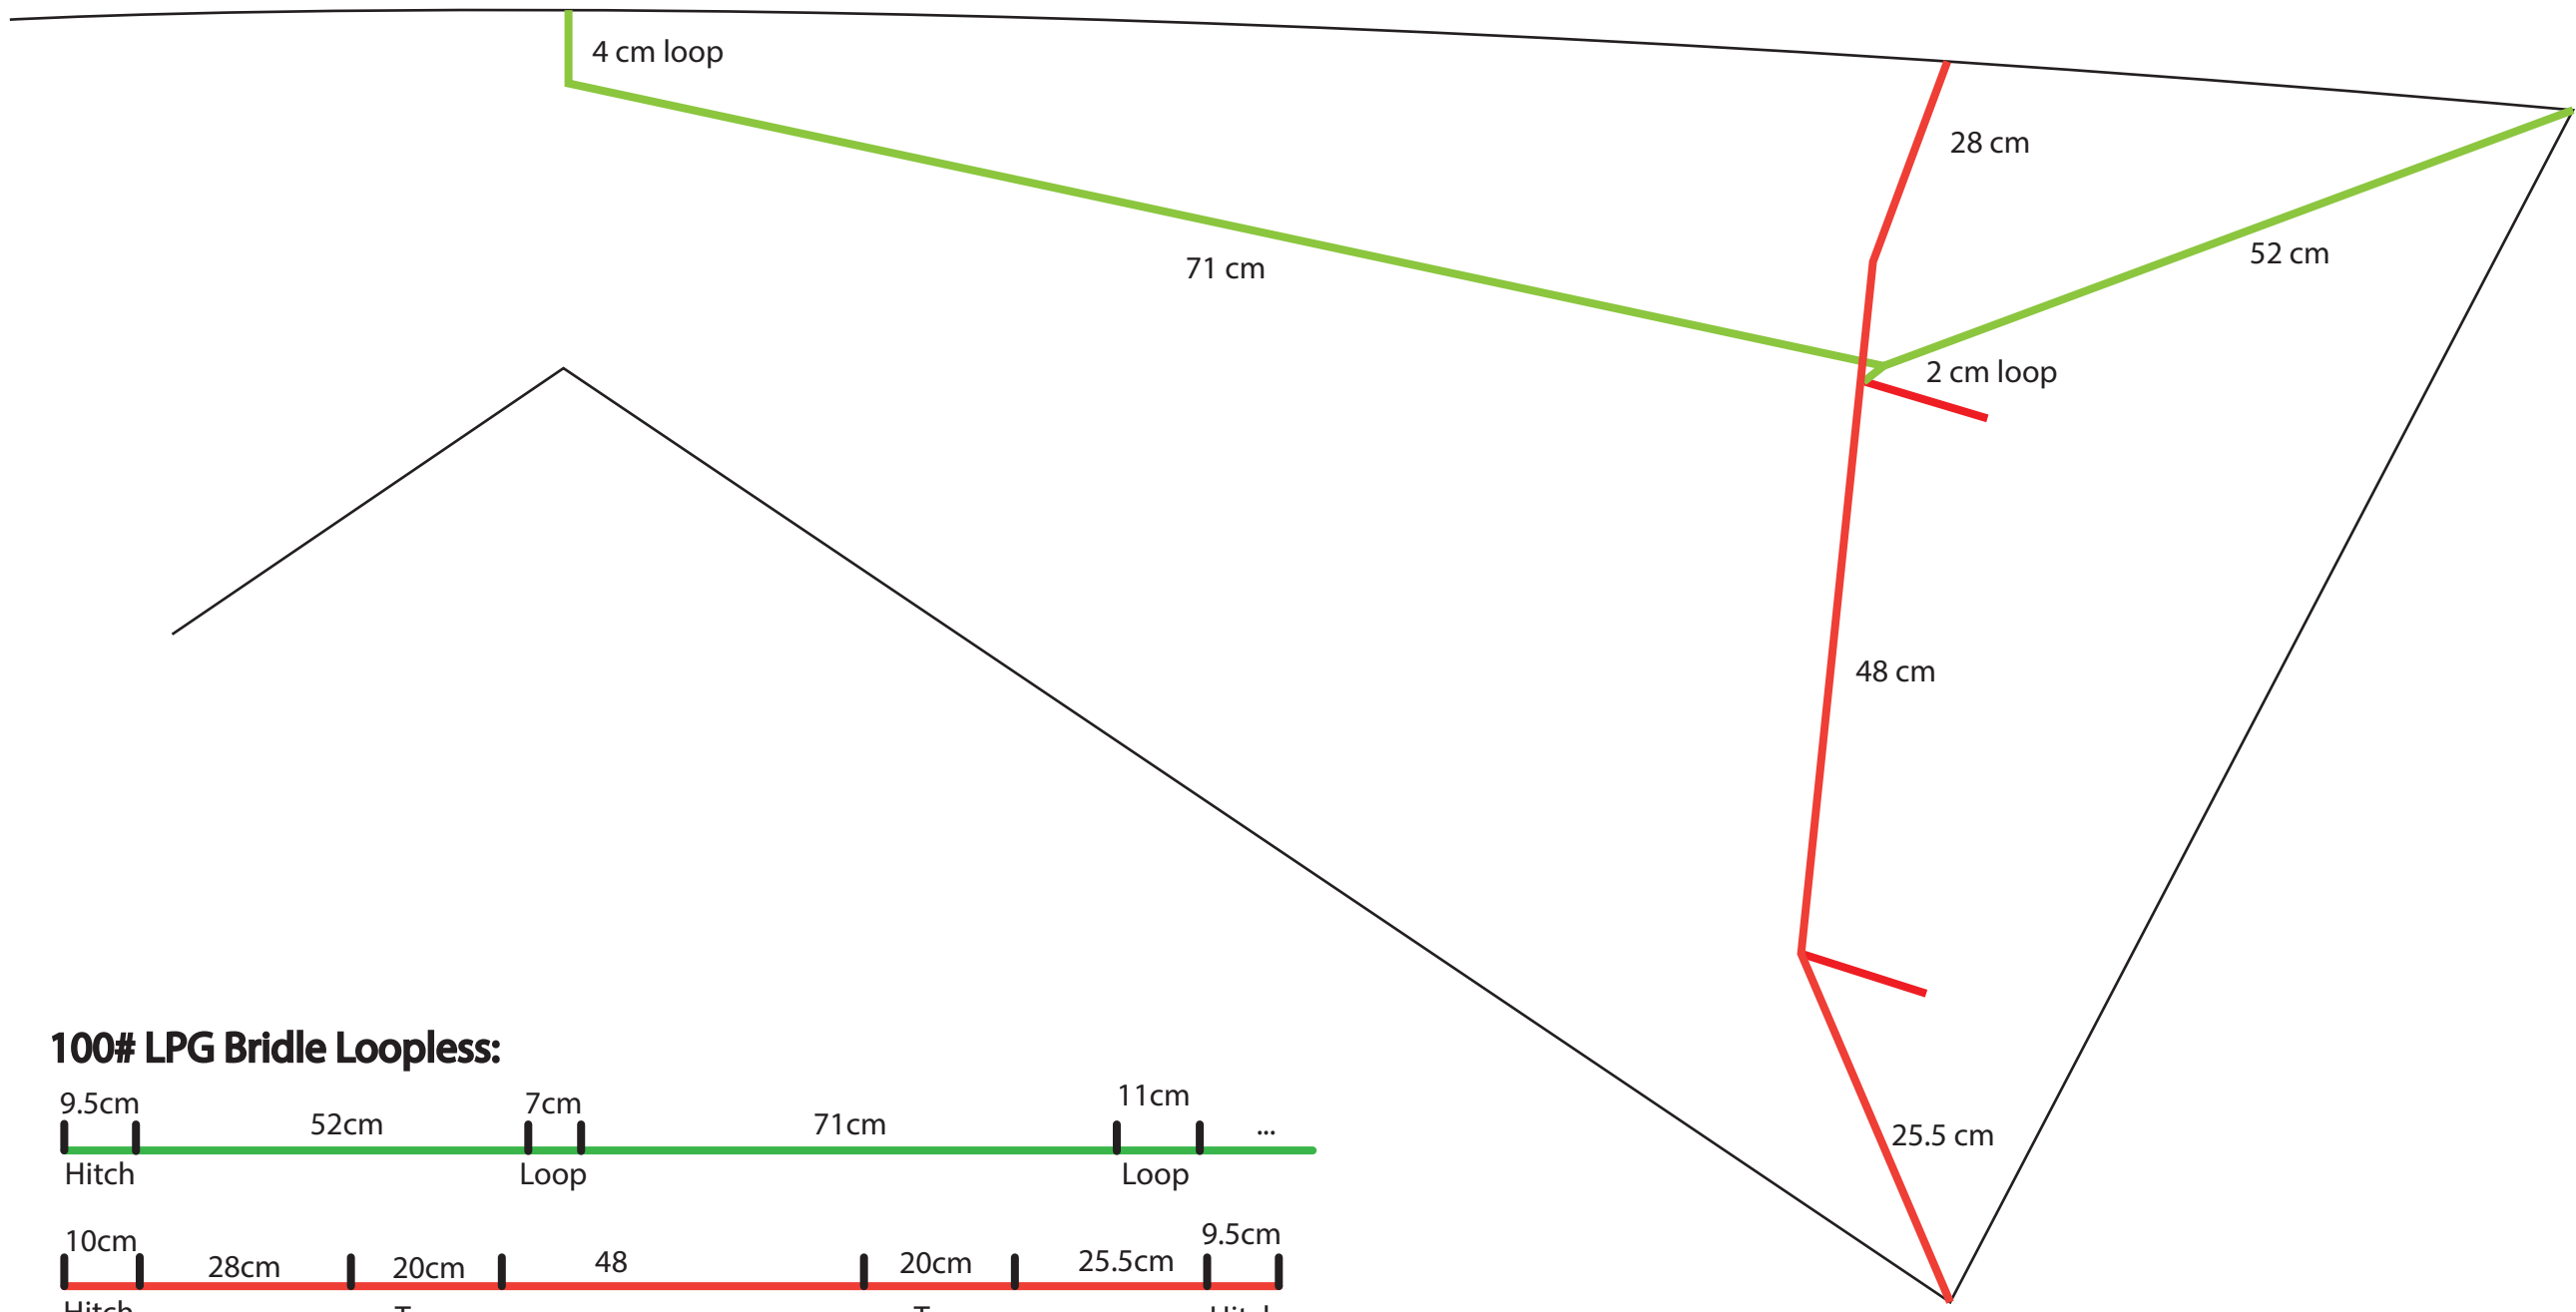 4 cm loop
28 cm
52 cm
71 cm
2 cm loop
48 cm
25.5 cm
100# LPG Bridle Loopless:
9.5cm 52cm 7cm 71cm 11cm ...
Hitch Loop Loop
10cm 28cm 20cm 48 20cm 25.5cm 9.5cm
Hitch Hitch